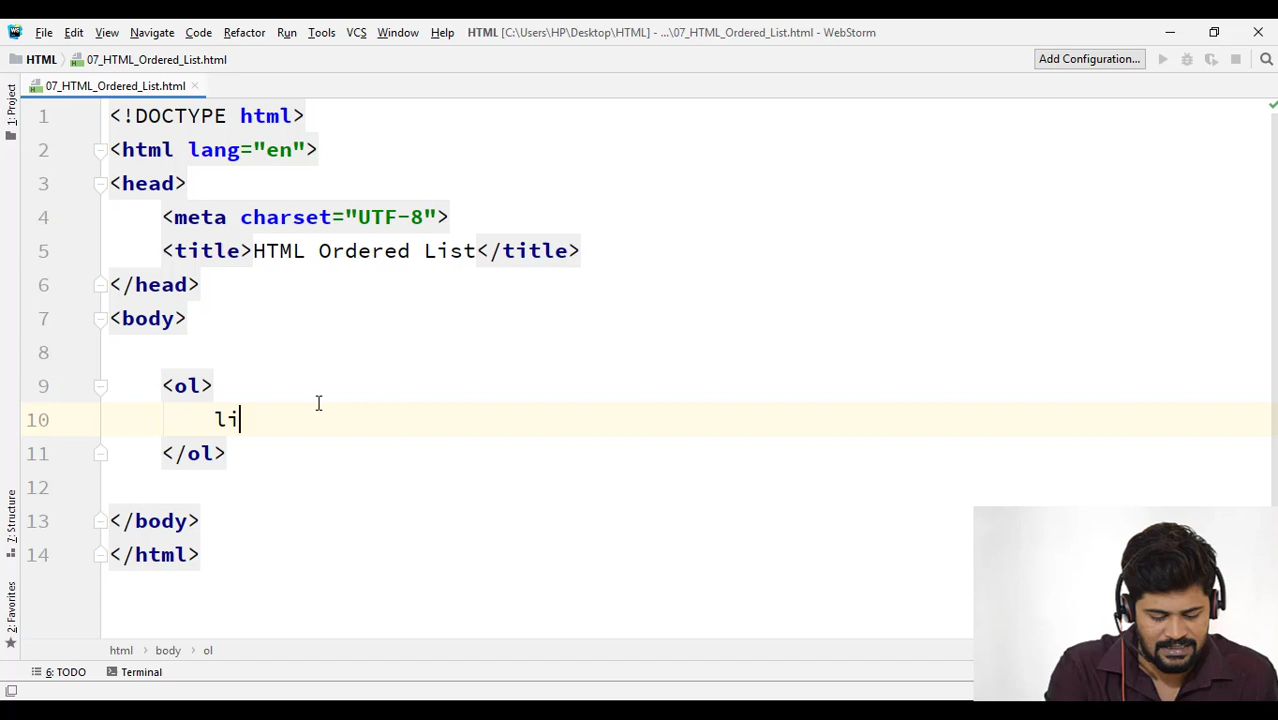 WS File Edit View Navigate Code Refactor Run Tools VCS Window Help HTML [C:\Users\HP\Desktop\HTML] - ...\07_HTML_Ordered_List.html - WebStorm
HTML 07_HTML_Ordered_List.html Add Configuration...
07_HTML_Ordered_List.html
1: Project
1 <!DOCTYPE html>
2 <html lang="en">
3 <head>
4 <meta charset="UTF-8">
5 <title>HTML Ordered List</title>
6 </head>
7 <body>
8
9 <ol>
10 li
11 </ol>
12
13 </body>
14 </html>
7: Structure
2: Favorites
html body ol
6: TODO Terminal